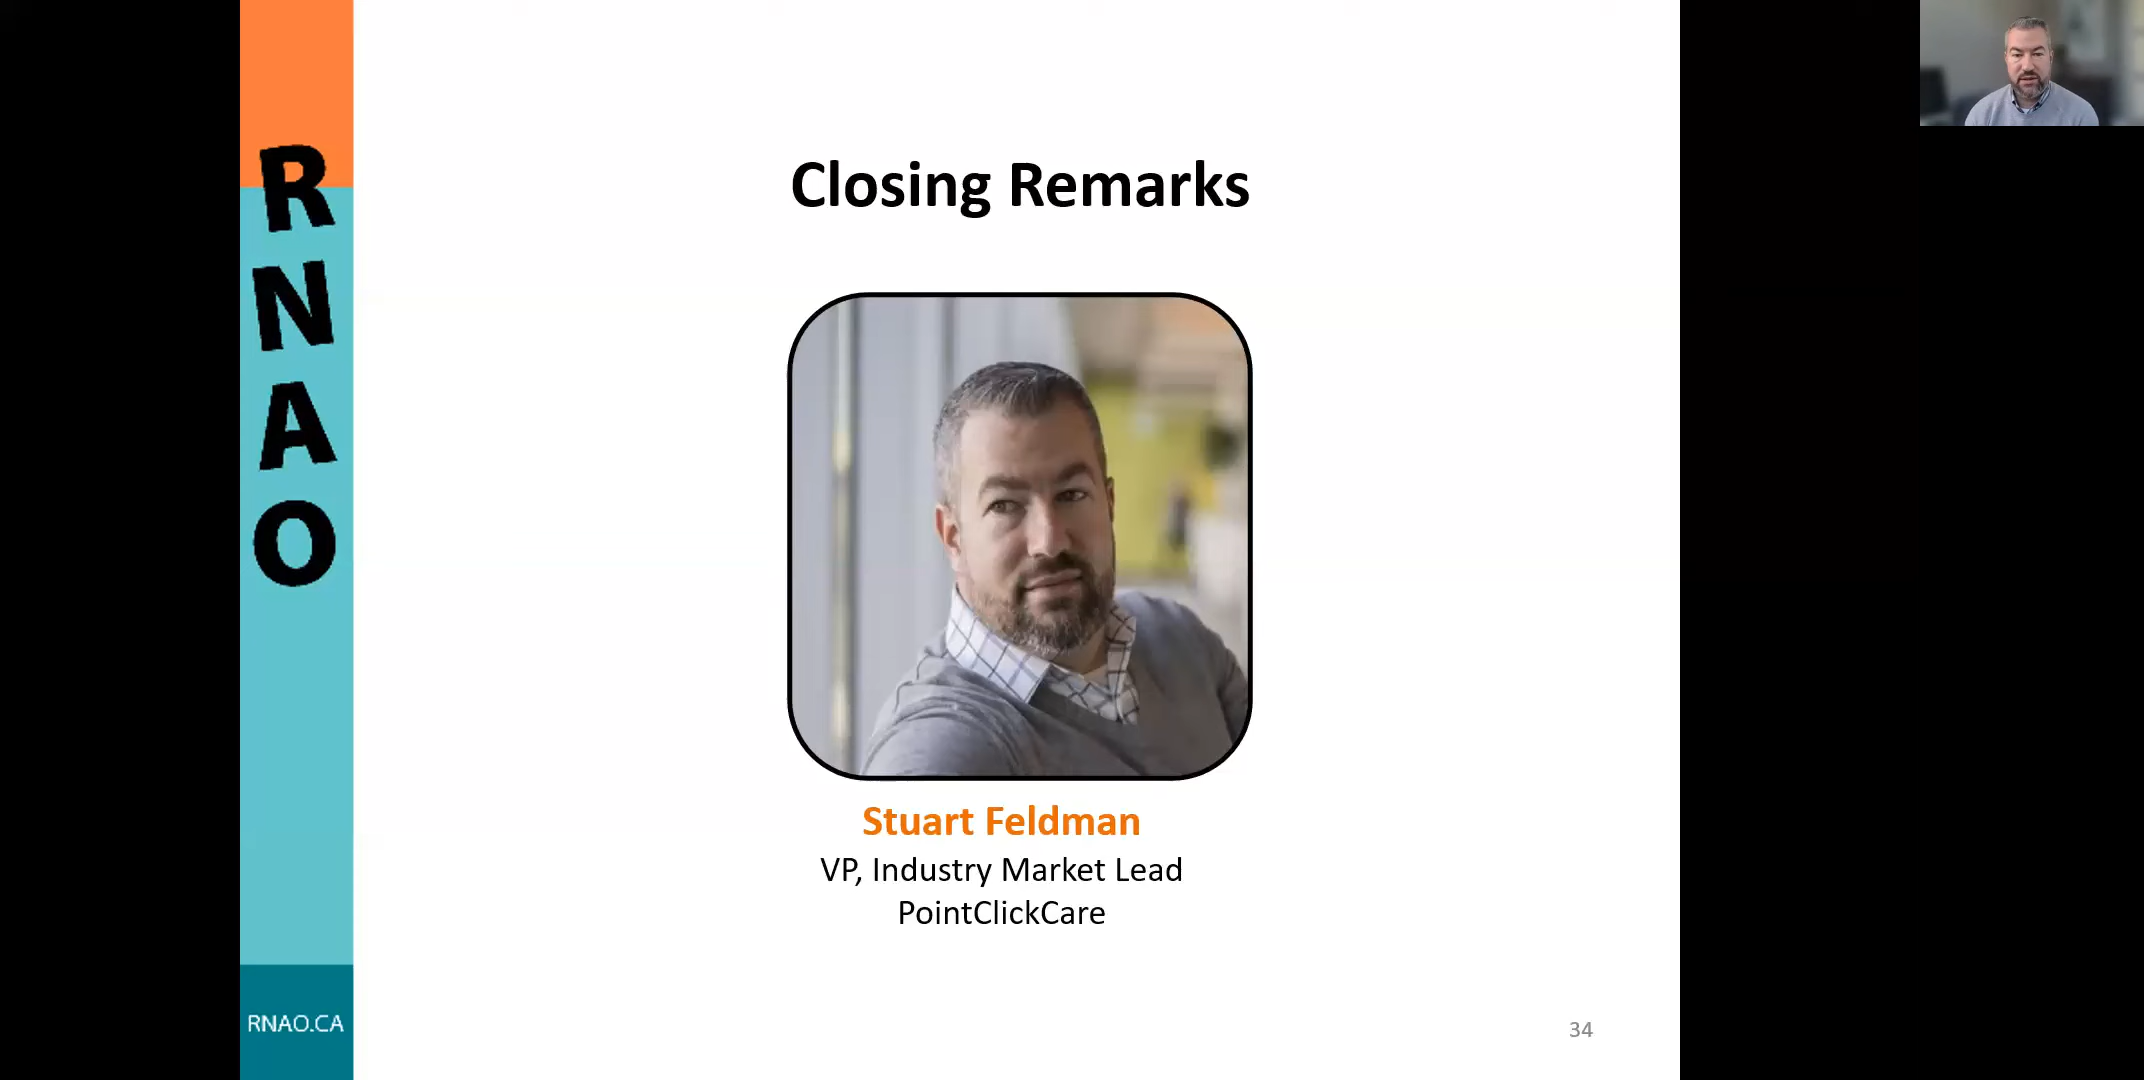 RNAO
Closing Remarks
Stuart Feldman
VP, Industry Market Lead
PointClickCare
RNAO.CA
34